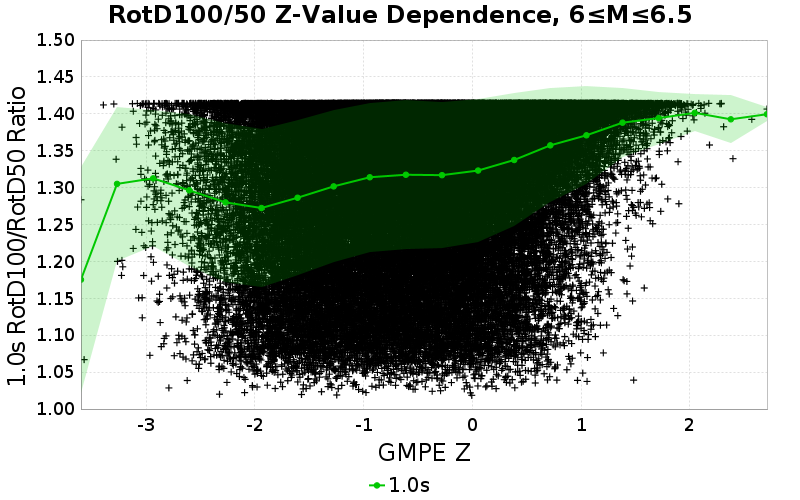 RotD100/50 Z-Value Dependence, 6≤M≤6.5
1.0s RotD100/RotD50 Ratio
1.50
1.45
1.40
1.35
1.30
1.25
1.20
1.15
1.10
1.05
1.00
-3 -2 -1 0 1 2
GMPE Z
1.0s